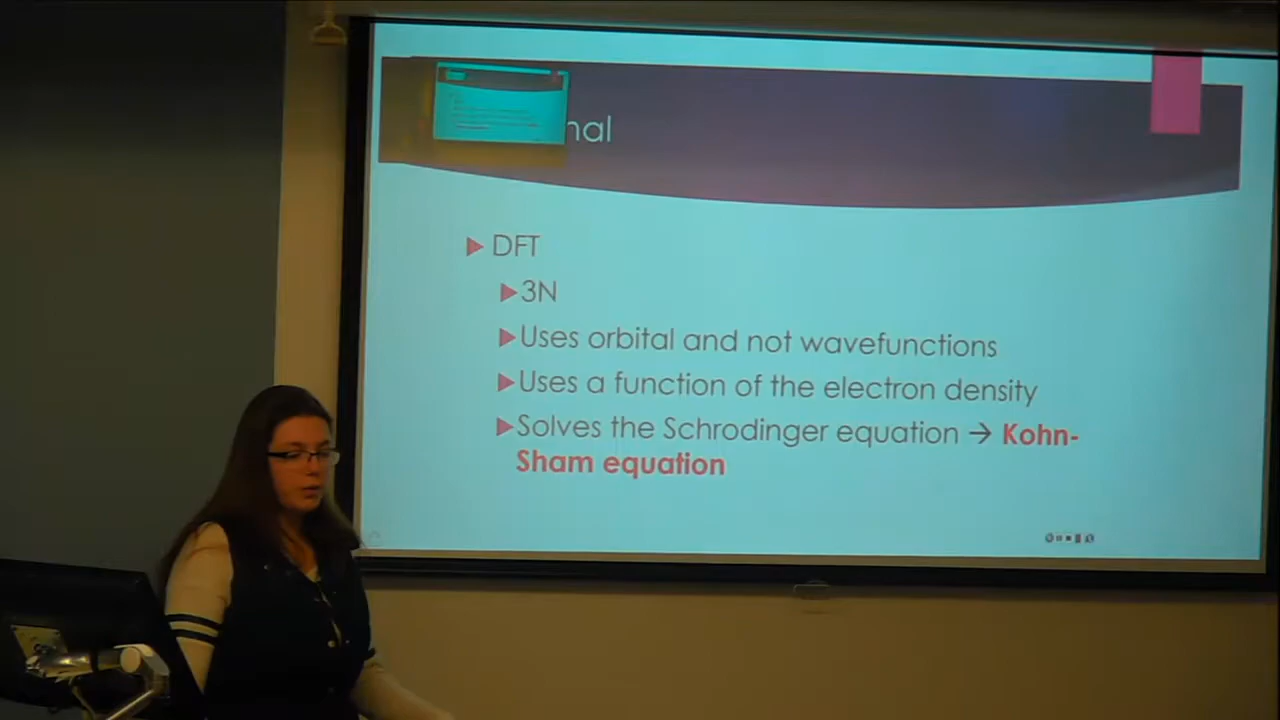 nal
DFT
3N
Uses orbital and not wavefunctions
Uses a function of the electron density
Solves the Schrodinger equation → Kohn-
Sham equation